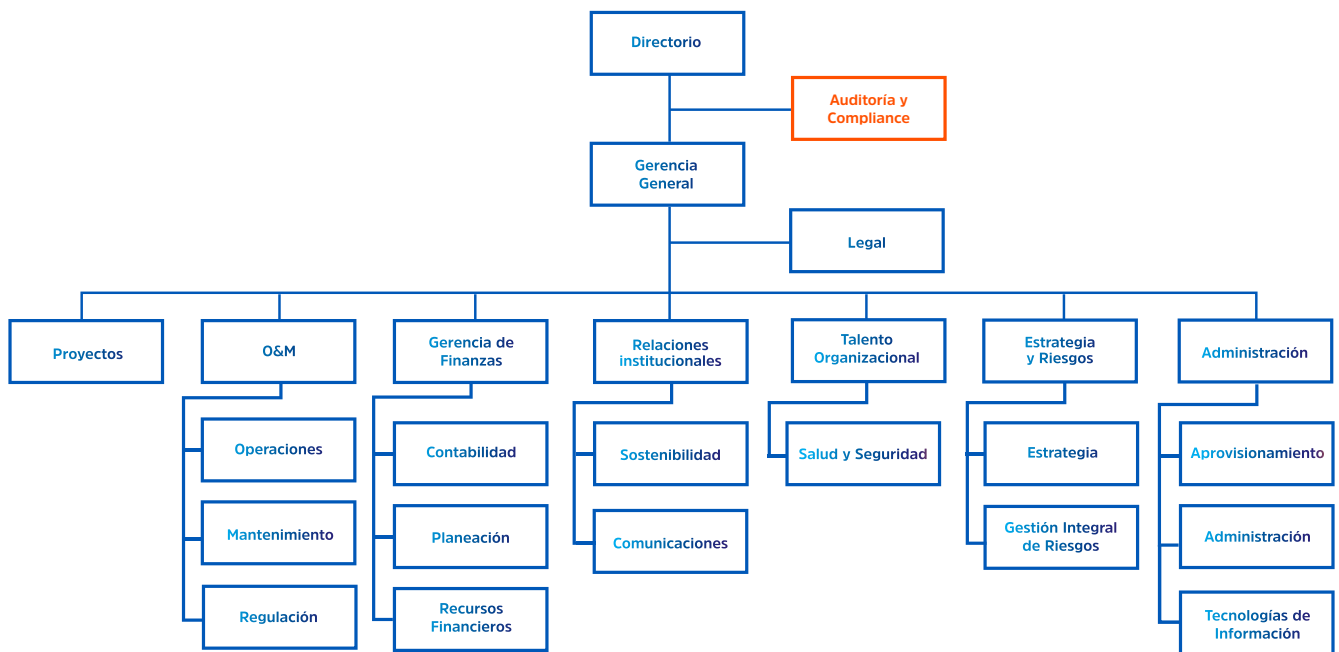 Directorio
Auditoría y
Compliance
Gerencia
General
Legal
Proyectos
O&M
Gerencia de
Finanzas
Relaciones
institucionales
Talento
Organizacional
Estrategia
y Riesgos
Administración
Operaciones
Mantenimiento
Regulación
Contabilidad
Planeación
Recursos
Financieros
Sostenibilidad
Comunicaciones
Salud y Seguridad
Estrategia
Gestión Integral
de Riesgos
Aprovisionamiento
Administración
Tecnologías de
Información